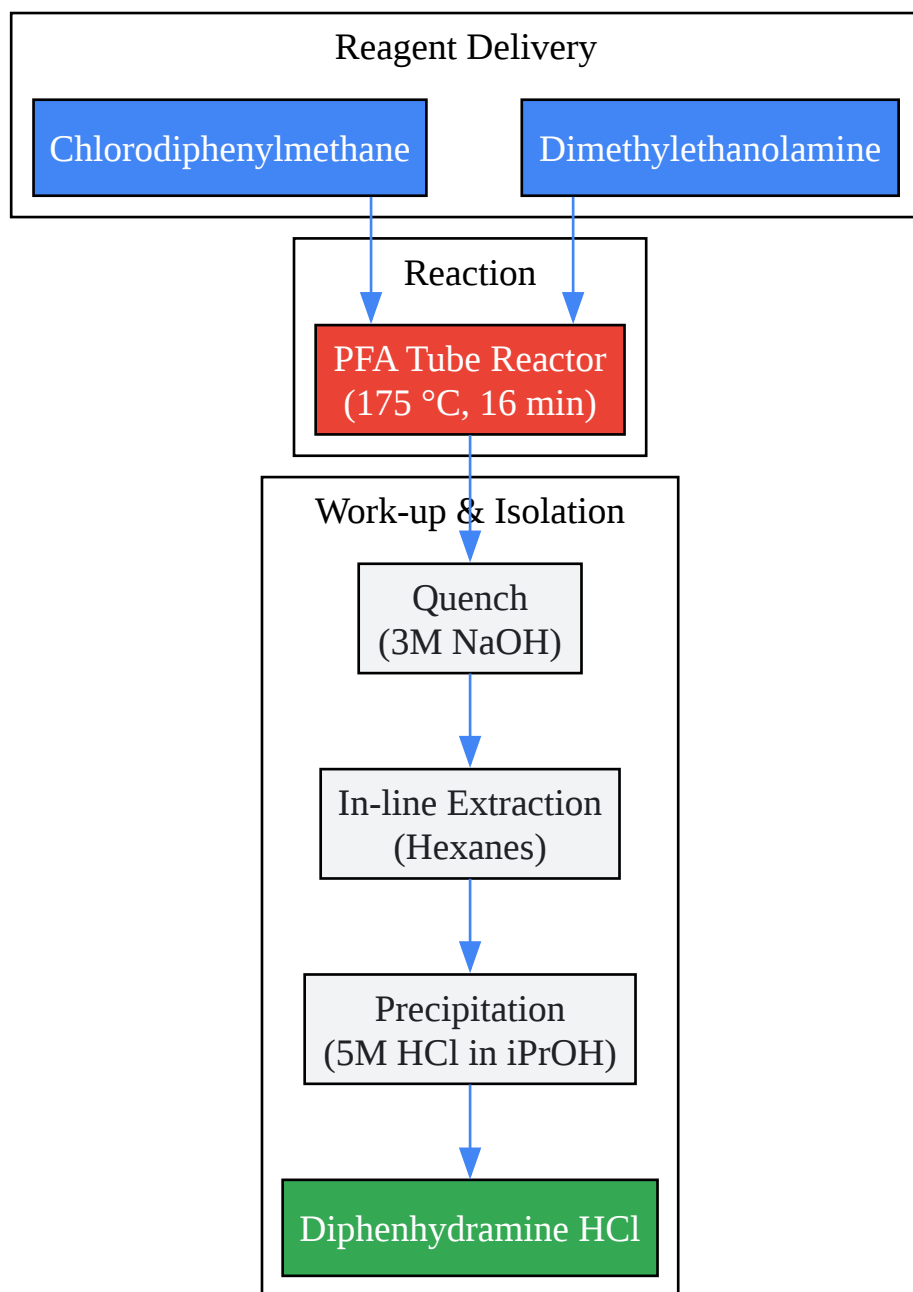 Reagent Delivery
Chlorodiphenylmethane
Dimethylethanolamine
Reaction
PFA Tube Reactor
(175 °C, 16 min)
Work-up & Isolation
Quench
(3M NaOH)
In-line Extraction
(Hexanes)
Precipitation
(5M HCl in iPrOH)
Diphenhydramine HCl